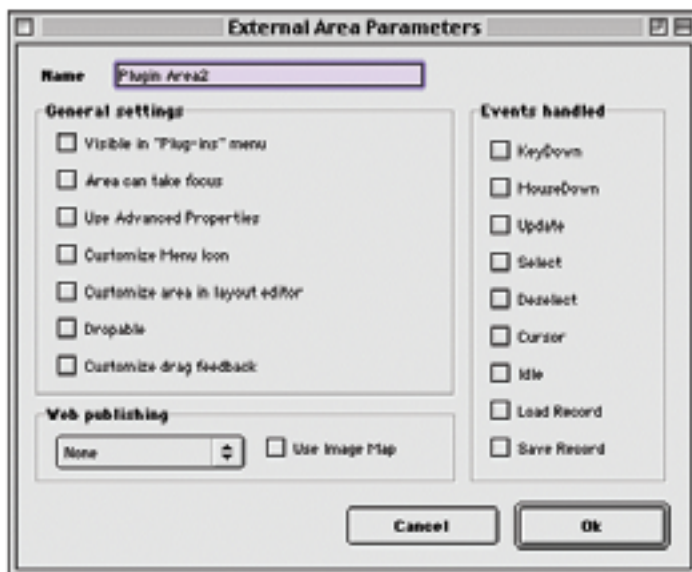 External Area Parameters
Name Plugin Area2
General settings
Visible in "Plug-ins" menu
Area can take focus
Use Advanced Properties
Customize Menu Icon
Customize area in layout editor
Dropable
Customize drag feedback
Events handled
KeyDown
MouseDown
Update
Select
Deselect
Cursor
Idle
Load Record
Save Record
Web publishing
None Use Image Map
Cancel Ok